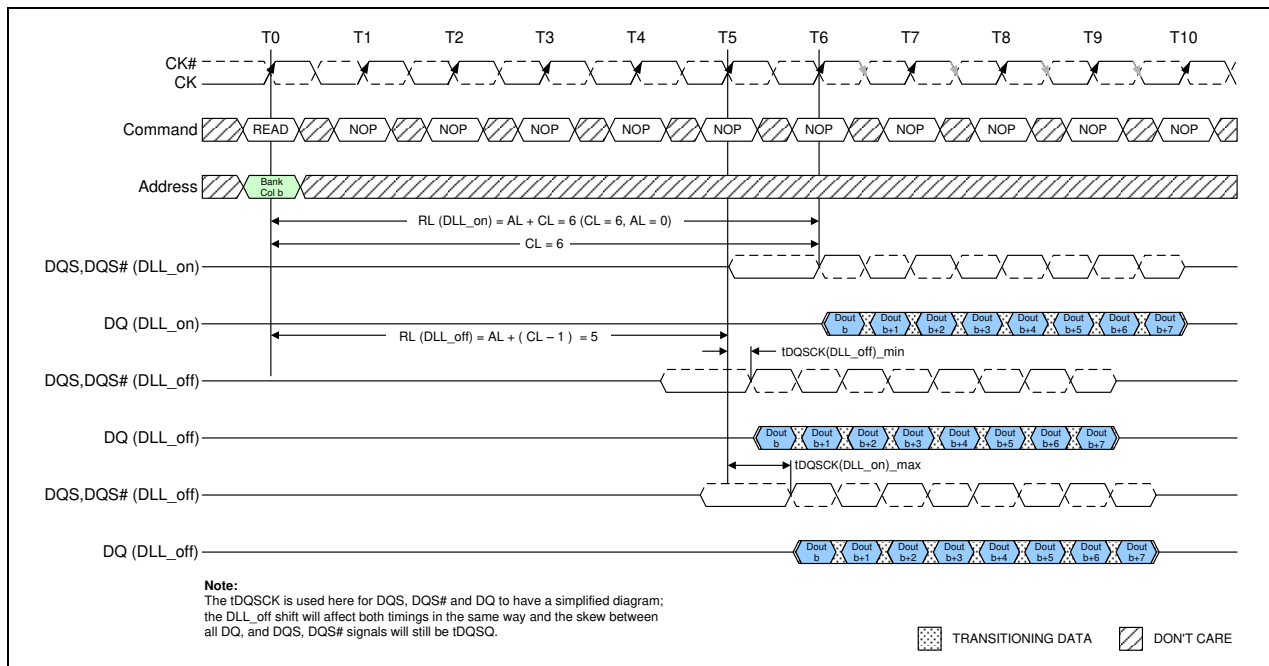 T0 T1 T2 T3 T4 T5 T6 T7 T8 T9 T10
CK#
CK
Command READ NOP NOP NOP NOP NOP NOP NOP NOP NOP NOP
Address Bank
Col b
RL (DLL_on) = AL + CL = 6 (CL = 6, AL = 0)
CL = 6
DQS,DQS# (DLL_on)
DQ (DLL_on) Dout b Dout b+1 Dout b+2 Dout b+3 Dout b+4 Dout b+5 Dout b+6 Dout b+7
RL (DLL_off) = AL + ( CL – 1 ) = 5
tDQSCK(DLL_off)_min
DQS,DQS# (DLL_off)
DQ (DLL_off) Dout b Dout b+1 Dout b+2 Dout b+3 Dout b+4 Dout b+5 Dout b+6 Dout b+7
tDQSCK(DLL_on)_max
DQS,DQS# (DLL_off)
DQ (DLL_off) Dout b Dout b+1 Dout b+2 Dout b+3 Dout b+4 Dout b+5 Dout b+6 Dout b+7
Note:
The tDQSCK is used here for DQS, DQS# and DQ to have a simplified diagram;
the DLL_off shift will affect both timings in the same way and the skew between
all DQ, and DQS, DQS# signals will still be tDQSQ.
TRANSITIONING DATA DON'T CARE